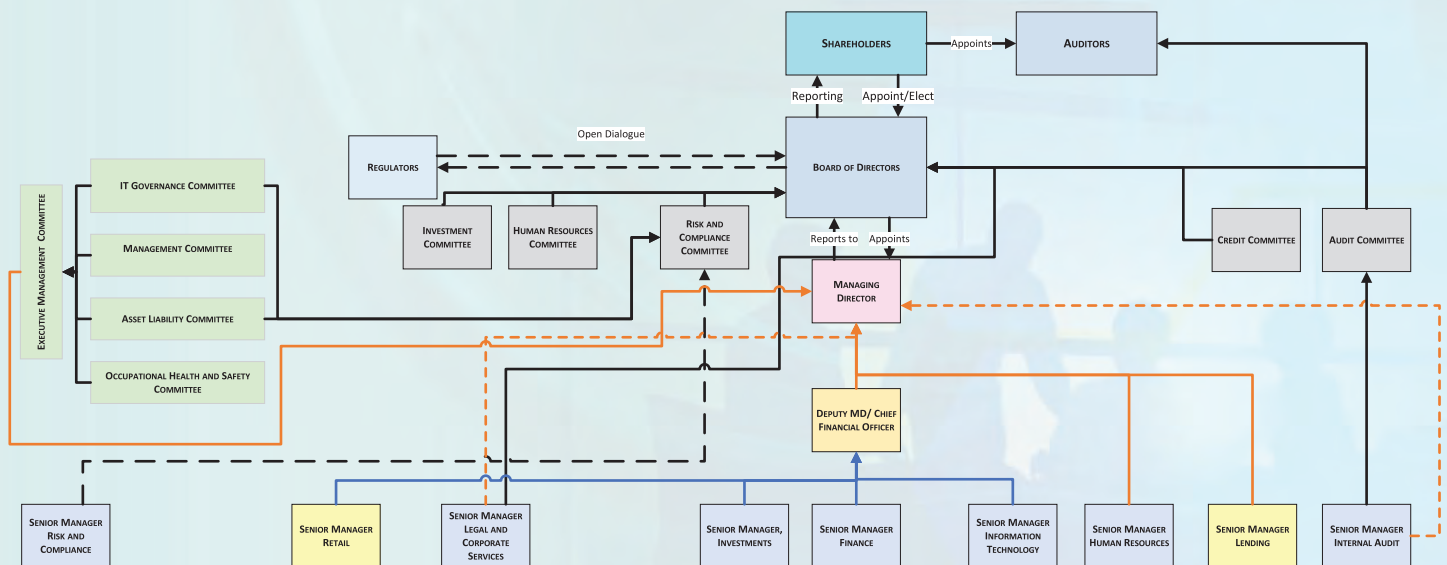 SHAREHOLDERS
Appoints
AUDITORS
Reporting
Appoint/Elect
Open Dialogue
REGULATORS
BOARD OF DIRECTORS
EXECUTIVE MANAGEMENT COMMITTEE
IT GOVERNANCE COMMITTEE
MANAGEMENT COMMITTEE
ASSET LIABILITY COMMITTEE
OCCUPATIONAL HEALTH AND SAFETY
COMMITTEE
INVESTMENT
COMMITTEE
HUMAN RESOURCES
COMMITTEE
RISK AND
COMPLIANCE
COMMITTEE
Reports to
Appoints
CREDIT COMMITTEE
AUDIT COMMITTEE
MANAGING
DIRECTOR
DEPUTY MD/ CHIEF
FINANCIAL OFFICER
SENIOR MANAGER
RISK AND
COMPLIANCE
SENIOR MANAGER
RETAIL
SENIOR MANAGER
LEGAL AND
CORPORATE
SERVICES
SENIOR MANAGER,
INVESTMENTS
SENIOR MANAGER
FINANCE
SENIOR MANAGER
INFORMATION
TECHNOLOGY
SENIOR MANAGER
HUMAN RESOURCES
SENIOR MANAGER
LENDING
SENIOR MANAGER
INTERNAL AUDIT